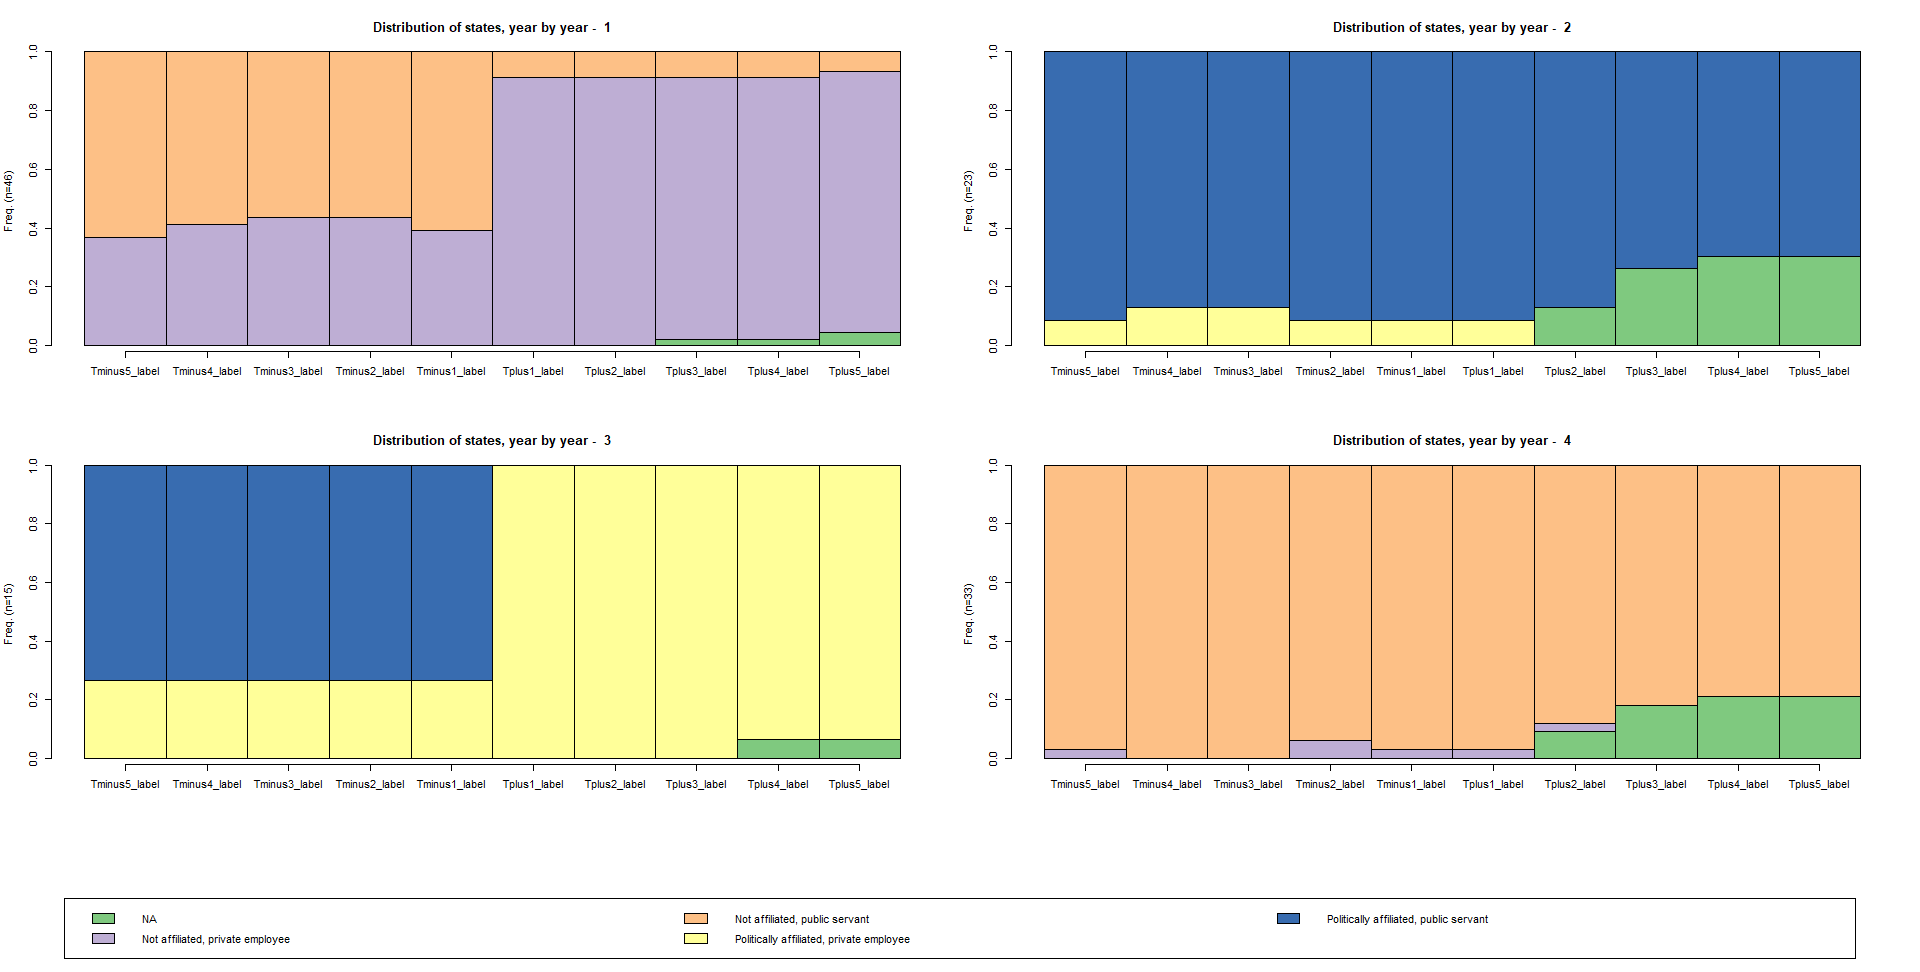 Distribution of states, year by year -  1
Freq. (n=46)
0.0 0.2 0.4 0.6 0.8 1.0
Tminus5_label Tminus4_label Tminus3_label Tminus2_label Tminus1_label Tplus1_label Tplus2_label Tplus3_label Tplus4_label Tplus5_label
Distribution of states, year by year -  2
Freq. (n=23)
0.0 0.2 0.4 0.6 0.8 1.0
Tminus5_label Tminus4_label Tminus3_label Tminus2_label Tminus1_label Tplus1_label Tplus2_label Tplus3_label Tplus4_label Tplus5_label
Distribution of states, year by year -  3
Freq. (n=15)
0.0 0.2 0.4 0.6 0.8 1.0
Tminus5_label Tminus4_label Tminus3_label Tminus2_label Tminus1_label Tplus1_label Tplus2_label Tplus3_label Tplus4_label Tplus5_label
Distribution of states, year by year -  4
Freq. (n=33)
0.0 0.2 0.4 0.6 0.8 1.0
Tminus5_label Tminus4_label Tminus3_label Tminus2_label Tminus1_label Tplus1_label Tplus2_label Tplus3_label Tplus4_label Tplus5_label
NA
Not affiliated, private employee
Not affiliated, public servant
Politically affiliated, private employee
Politically affiliated, public servant